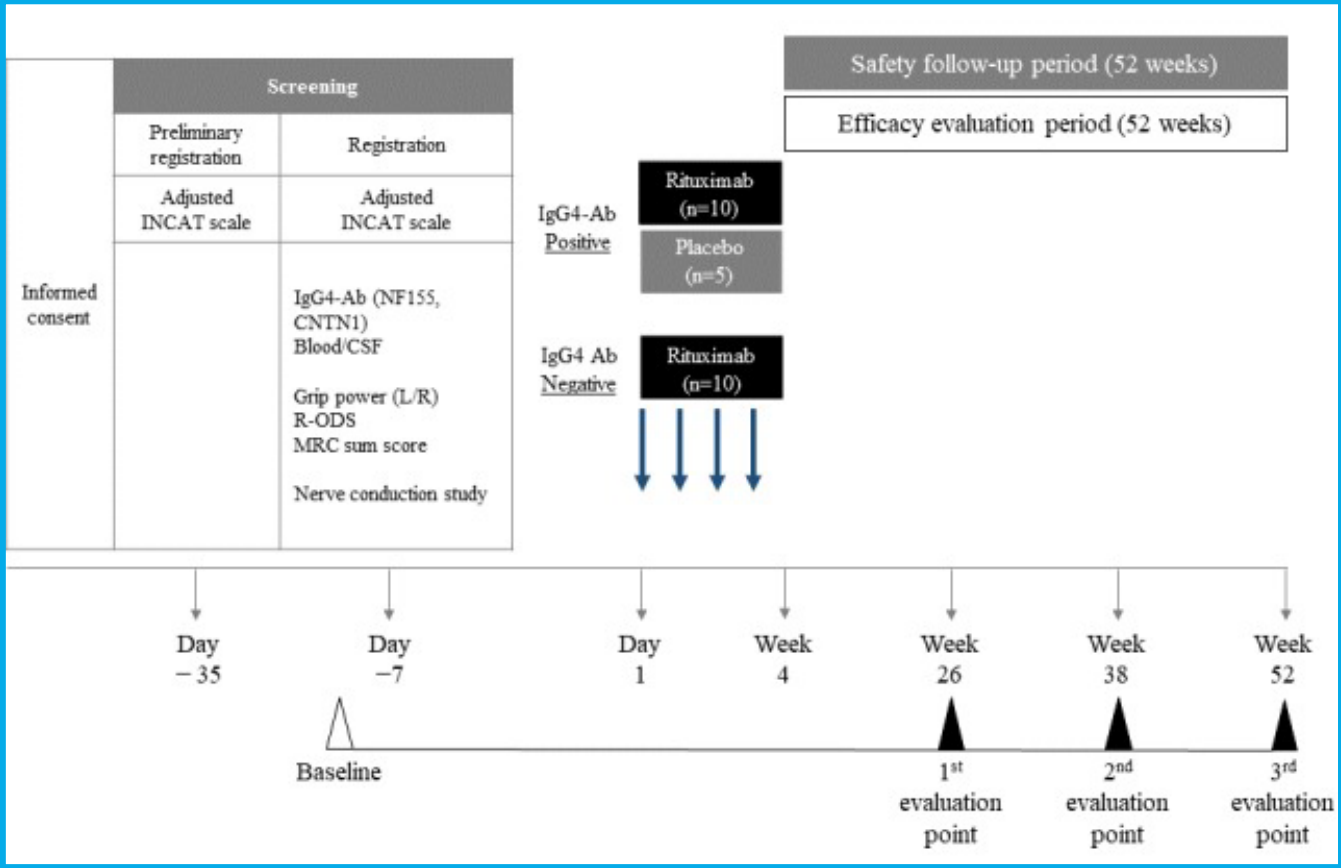 Informed
consent
Screening
Preliminary
registration
Registration
Adjusted
INCAT scale
Adjusted
INCAT scale
IgG4-Ab (NF155,
CNTN1)
Blood/CSF
Grip power (L/R)
R-ODS
MRC sum score
Nerve conduction study
IgG4-Ab
Positive
Rituximab
(n=10)
Placebo
(n=5)
IgG4 Ab
Negative
Rituximab
(n=10)
Safety follow-up period (52 weeks)
Efficacy evaluation period (52 weeks)
Day
−35
Day
−7
Day
1
Week
4
Week
26
Week
38
Week
52
Baseline
1st
evaluation
point
2nd
evaluation
point
3rd
evaluation
point